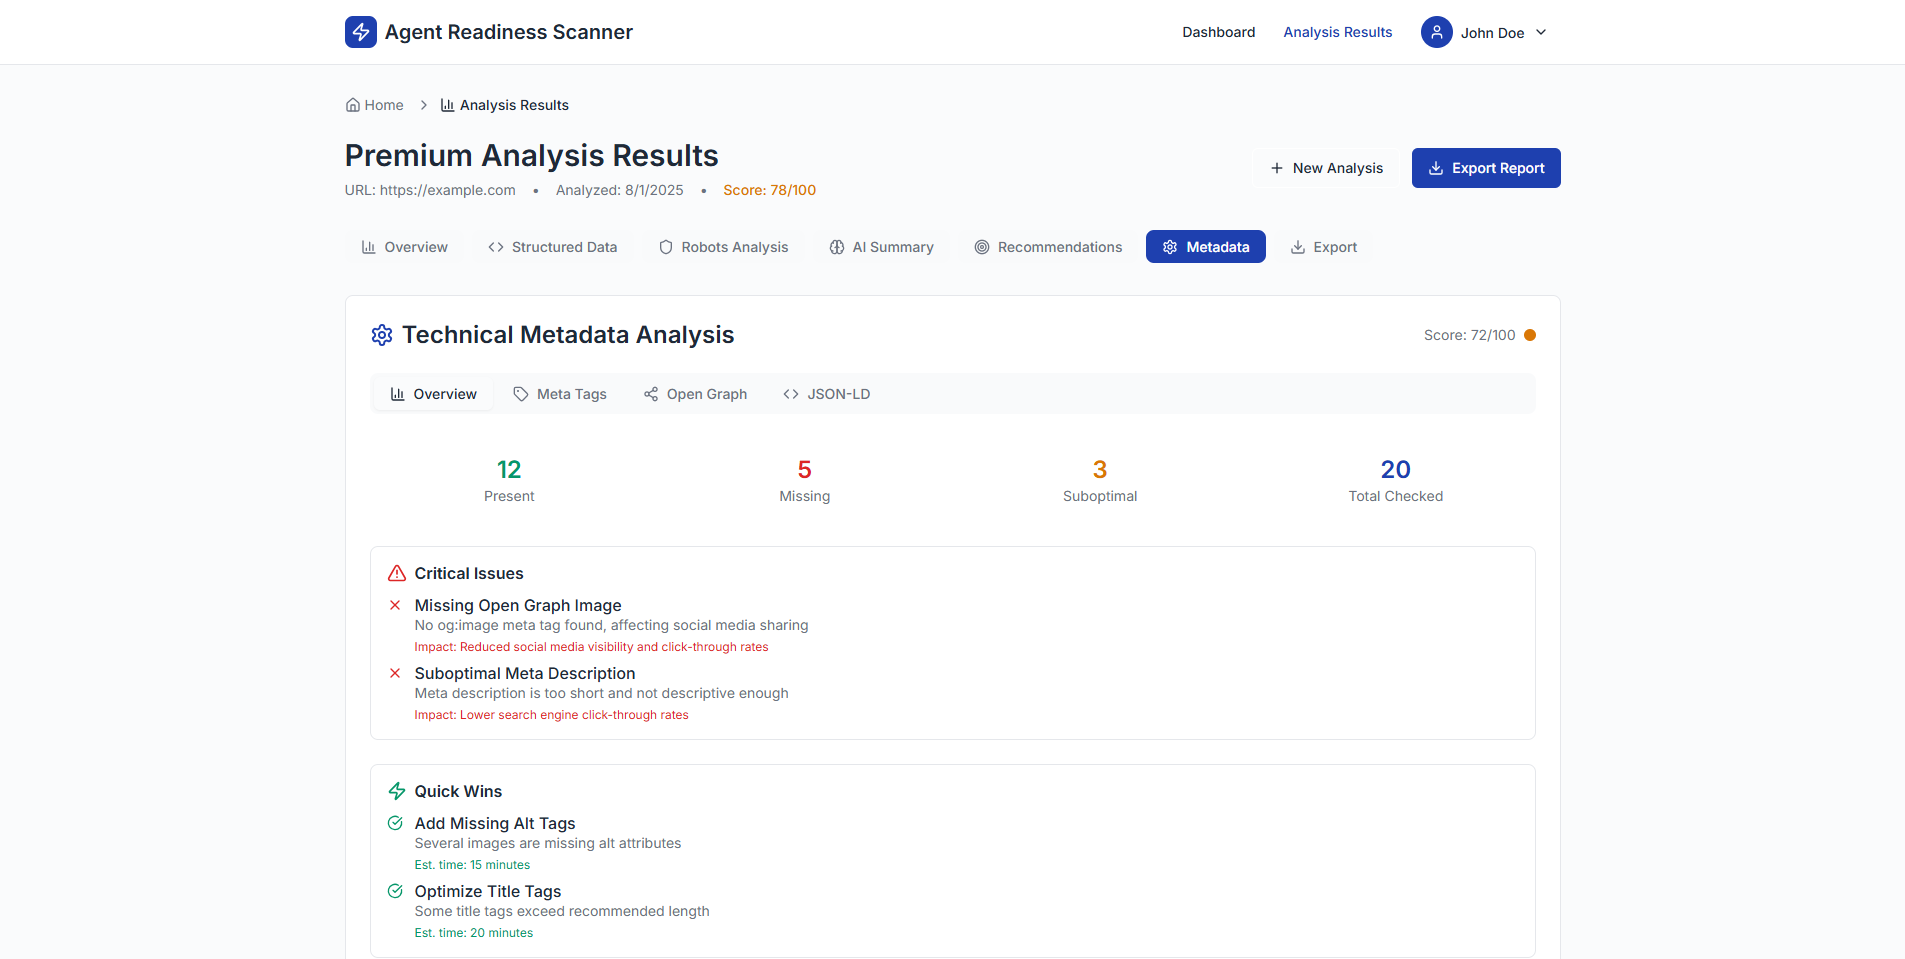 Agent Readiness Scanner
Dashboard
Analysis Results
John Doe
Home
Analysis Results
Premium Analysis Results
URL: https://example.com • Analyzed: 8/1/2025 • Score: 78/100
New Analysis
Export Report
Overview
Structured Data
Robots Analysis
AI Summary
Recommendations
Metadata
Export
Technical Metadata Analysis
Score: 72/100
Overview
Meta Tags
Open Graph
JSON-LD
12
Present
5
Missing
3
Suboptimal
20
Total Checked
Critical Issues
Missing Open Graph Image
No og:image meta tag found, affecting social media sharing
Impact: Reduced social media visibility and click-through rates
Suboptimal Meta Description
Meta description is too short and not descriptive enough
Impact: Lower search engine click-through rates
Quick Wins
Add Missing Alt Tags
Several images are missing alt attributes
Est. time: 15 minutes
Optimize Title Tags
Some title tags exceed recommended length
Est. time: 20 minutes